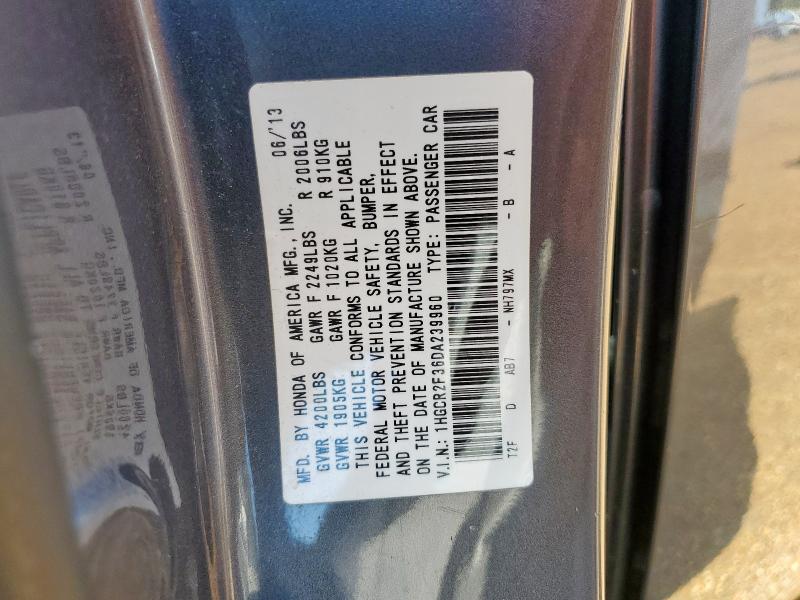 MFD. BY HONDA OF AMERICA MFG., INC. 06/'13
GVWR 4200LBS GAWR F 2249LBS R 2006LBS
GVWR 1905KG GAWR F 1020KG R 910KG
THIS VEHICLE CONFORMS TO ALL APPLICABLE
FEDERAL MOTOR VEHICLE SAFETY, BUMPER,
AND THEFT PREVENTION STANDARDS IN EFFECT
ON THE DATE OF MANUFACTURE SHOWN ABOVE.
V.I.N.: 1HGCR2F36DA239960 TYPE: PASSENGER CAR
T2F D AB7 - NH797MX - B - A